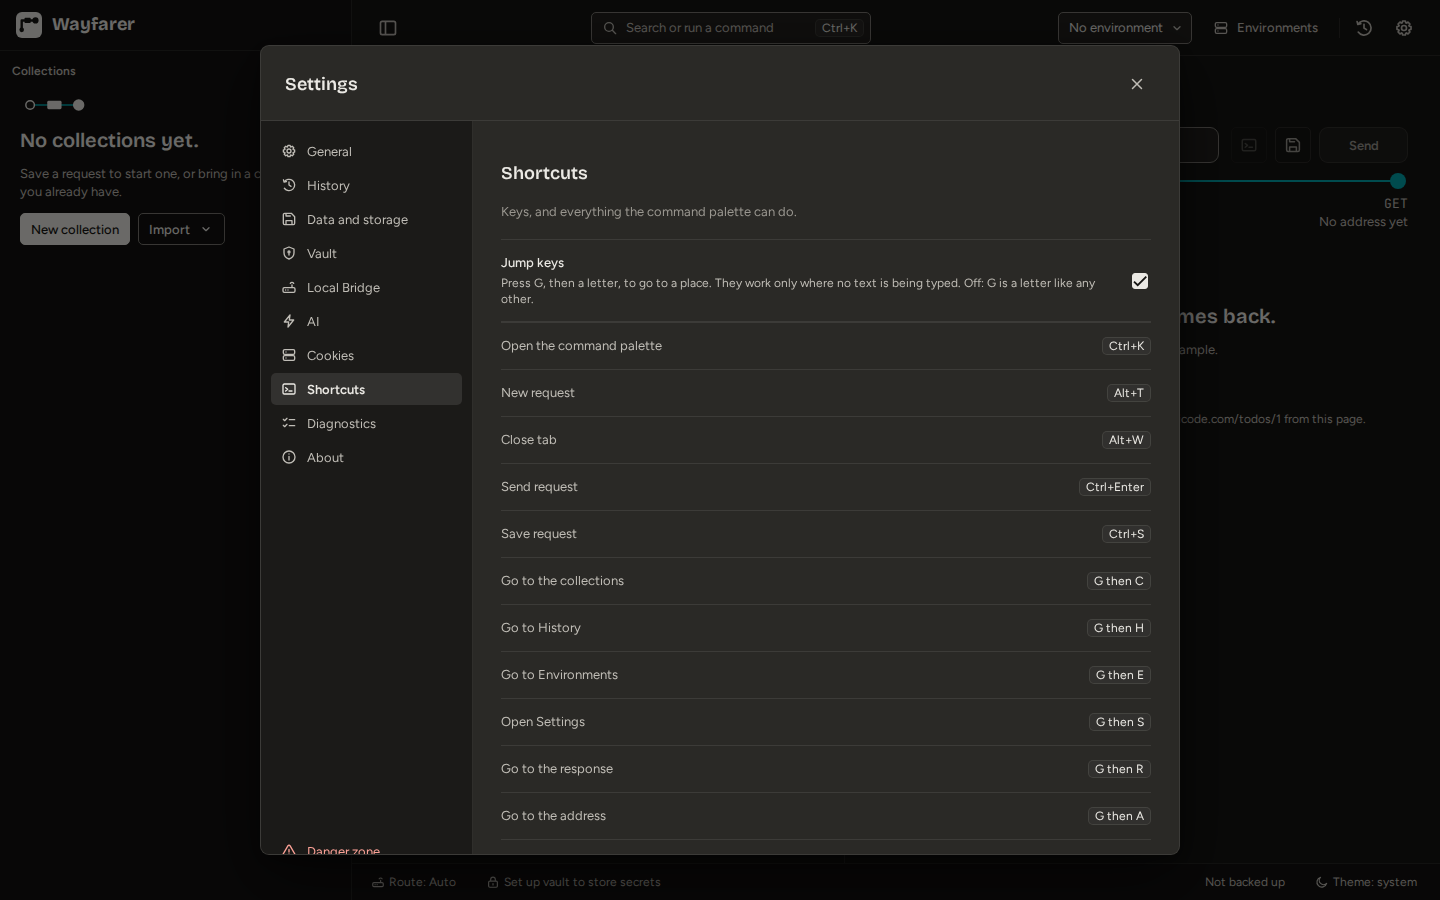 Wayfarer
Search or run a command
Ctrl+K
No environment
Environments
Collections
No collections yet.
Save a request to start one, or bring in a c
you already have.
New collection
Import
Settings
General
History
Data and storage
Vault
Local Bridge
AI
Cookies
Shortcuts
Diagnostics
About
Danger zone
Shortcuts
Keys, and everything the command palette can do.
Jump keys
Press G, then a letter, to go to a place. They work only where no text is being typed. Off: G is a letter like any
other.
Open the command palette
Ctrl+K
New request
Alt+T
Close tab
Alt+W
Send request
Ctrl+Enter
Save request
Ctrl+S
Go to the collections
G then C
Go to History
G then H
Go to Environments
G then E
Open Settings
G then S
Go to the response
G then R
Go to the address
G then A
Send
GET
No address yet
mes back.
ample.
code.com/todos/1 from this page.
Route: Auto
Set up vault to store secrets
Not backed up
Theme: system